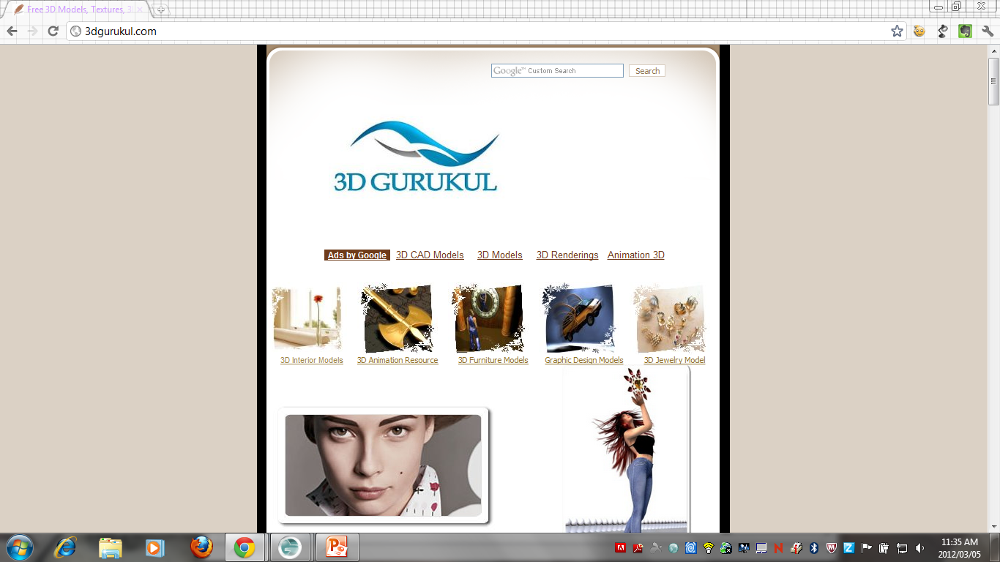 Free 3D Models, Textures, 3
3dgurukul.com
Google™ Custom Search
Search
3D GURUKUL
Ads by Google
3D CAD Models
3D Models
3D Renderings
Animation 3D
3D Interior Models
3D Animation Resource
3D Furniture Models
Graphic Design Models
3D Jewelry Model
11:35 AM
2012/03/05